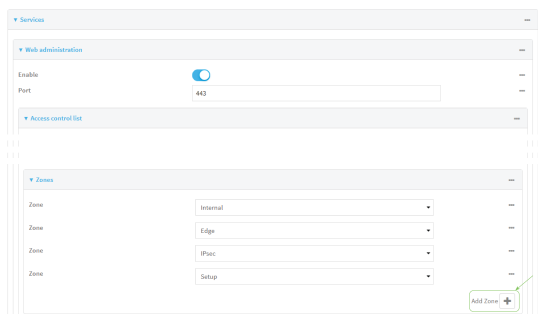 Services
Web administration
Enable
Port 443
Access control list
Zones
Zone Internal
Zone Edge
Zone IPsec
Zone Setup
Add Zone